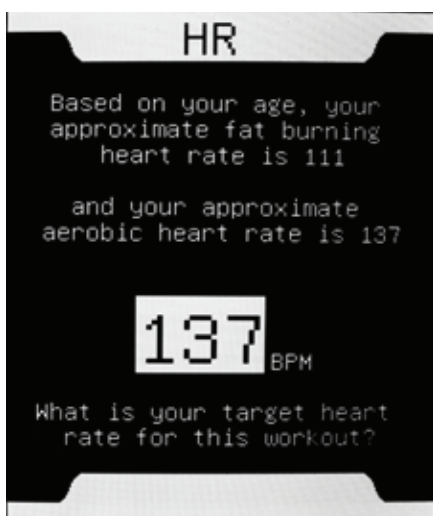 HR
Based on your age, your
approximate fat burning
heart rate is 111
and your approximate
aerobic heart rate is 137
137 BPM
What is your target heart
rate for this workout?